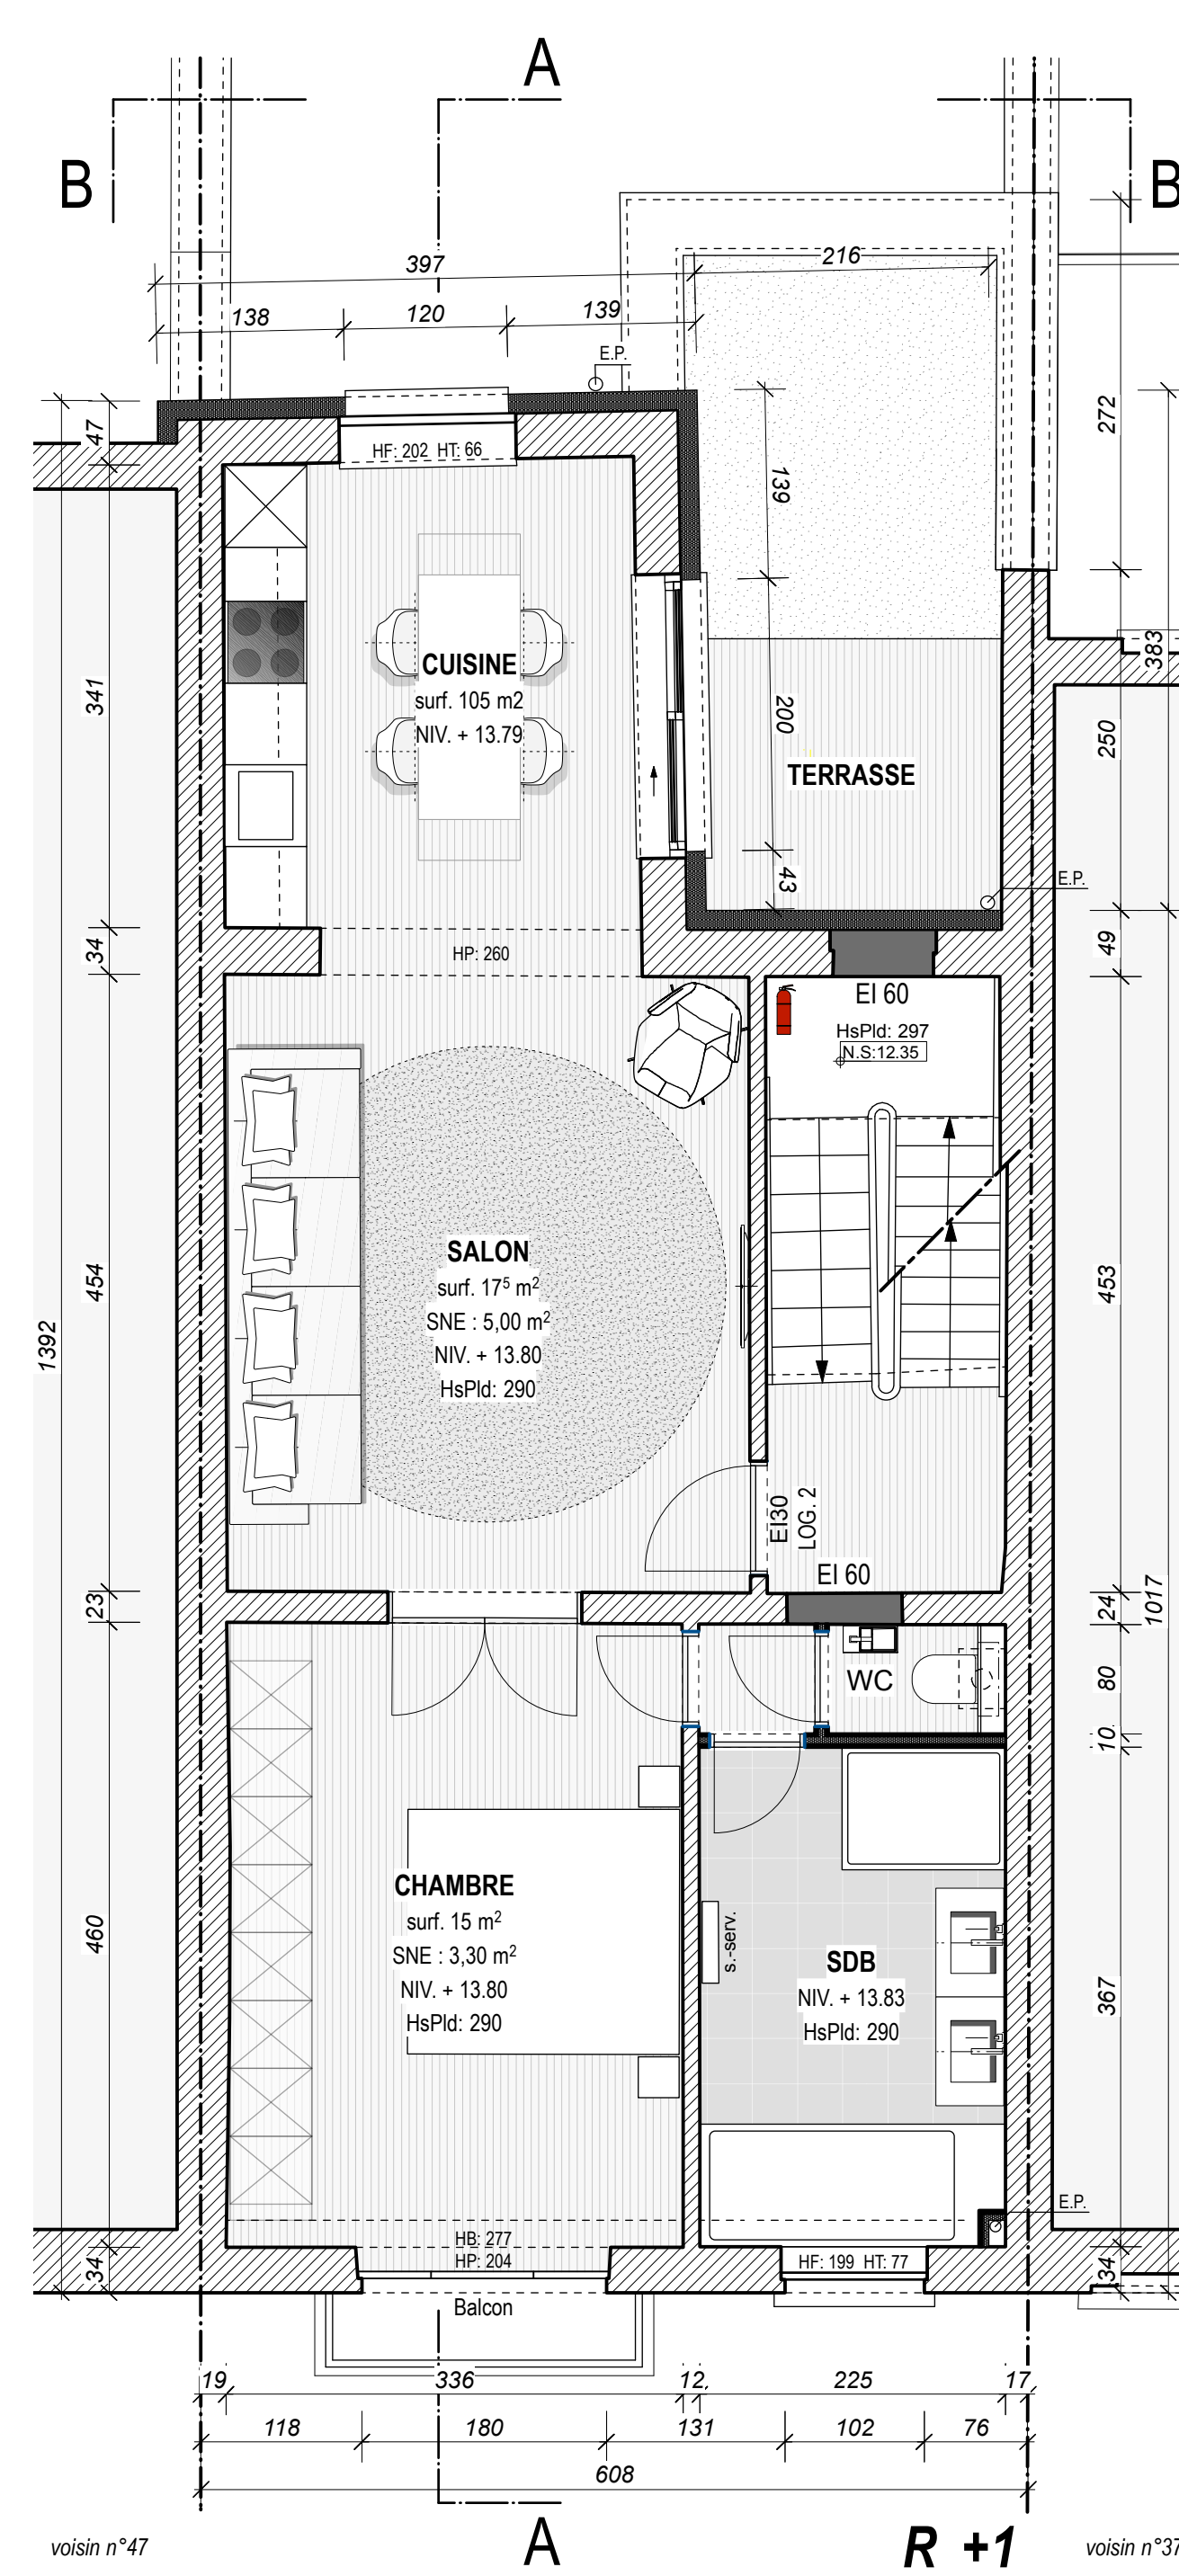 A
B
B
397
216
138
120
139
E.P.
47
HF: 202 HT: 66
272
139
383
341
CUISINE
surf. 105 m2
NIV. + 13.79
200
250
TERRASSE
43
E.P.
34
HP: 260
49
EI 60
HsPld: 297
N.S:12.35
454
SALON
surf. 17⁵ m²
SNE : 5,00 m²
NIV. + 13.80
HsPld: 290
453
1392
EI30
LOG. 2
EI 60
23
24
1017
WC
80
10
460
CHAMBRE
surf. 15 m²
SNE : 3,30 m²
NIV. + 13.80
HsPld: 290
s.-serv.
SDB
NIV. + 13.83
HsPld: 290
367
E.P.
HB: 277
HP: 204
HF: 199 HT: 77
34
34
Balcon
19
336
12
225
17
118
180
131
102
76
608
A
R +1
voisin n°47
voisin n°37